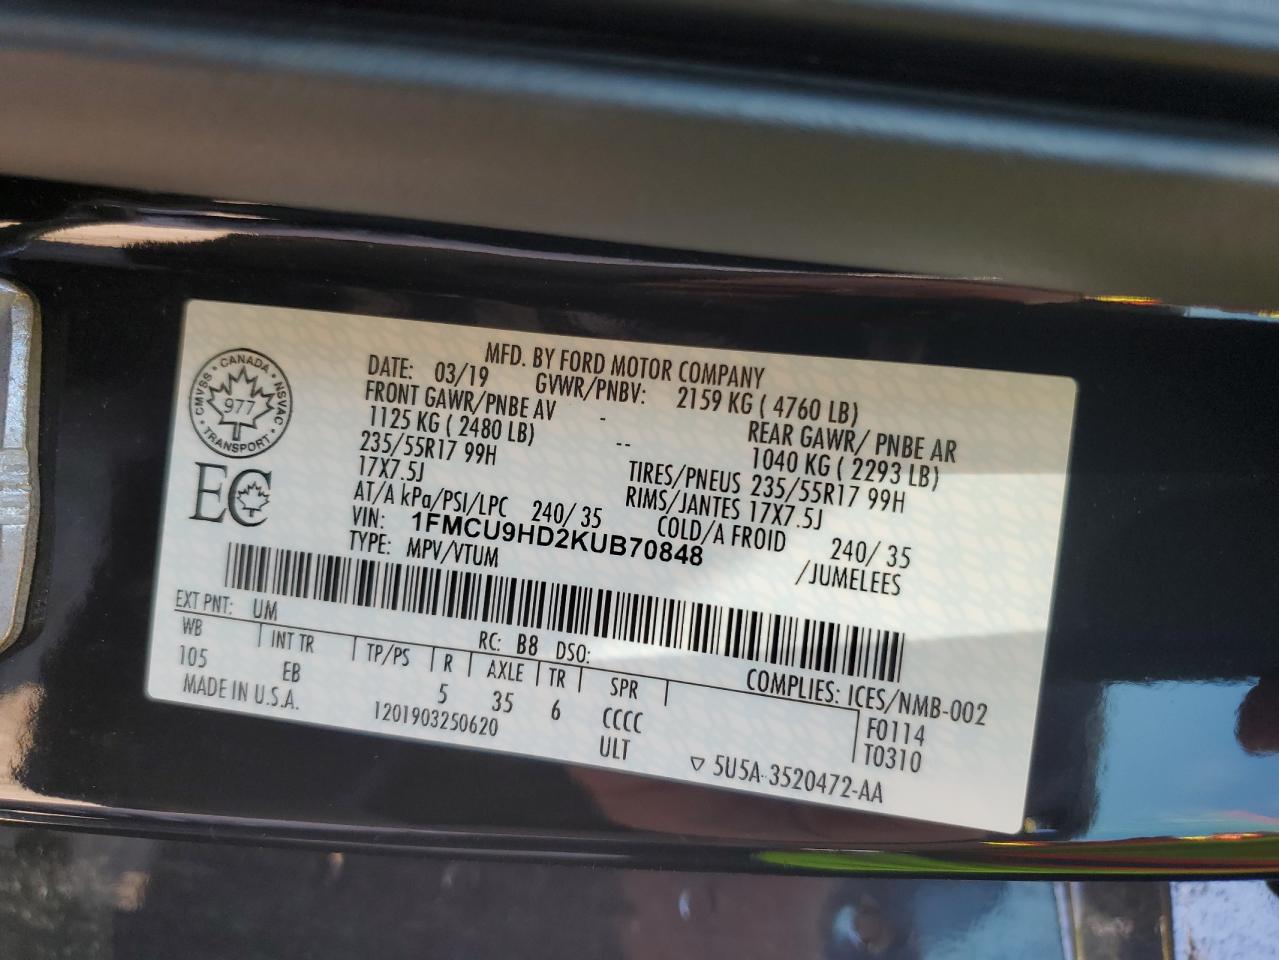 MFD. BY FORD MOTOR COMPANY
DATE: 03/19 GVWR/PNBV: 2159 KG ( 4760 LB)
FRONT GAWR/PNBE AV - REAR GAWR/ PNBE AR
1125 KG ( 2480 LB) -- 1040 KG ( 2293 LB)
235/55R17 99H TIRES/PNEUS 235/55R17 99H
17X7.5J RIMS/JANTES 17X7.5J
AT/A kPa/PSI/LPC 240/ 35 COLD/A FROID 240/ 35
VIN: 1FMCU9HD2KUB70848 /JUMELEES
TYPE: MPV/VTUM
CANADA
CMVSS NSVAC
977
TRANSPORT
EC
EXT PNT: UM RC: B8 DSO:
WB INT TR TP/PS R AXLE TR SPR COMPLIES: ICES/NMB-002
105 EB 5 35 6 CCCC F0114
MADE IN U.S.A. 1201903250620 ULT T0310
▽ 5U5A-3520472-AA